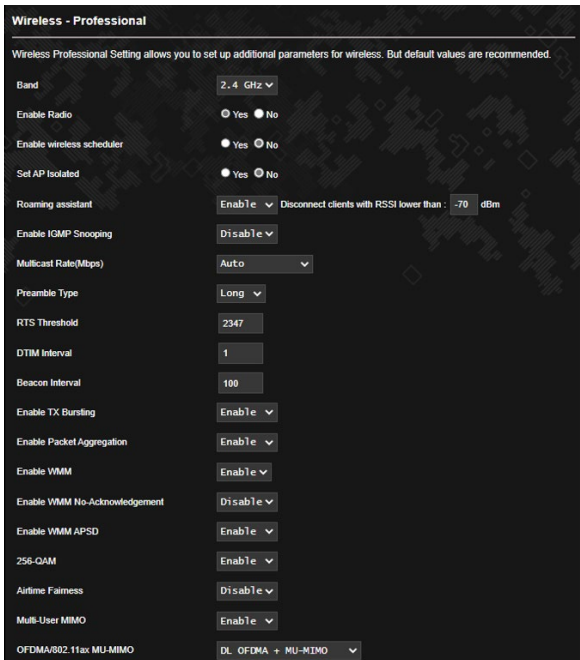 Wireless - Professional
Wireless Professional Setting allows you to set up additional parameters for wireless. But default values are recommended.
Band 2.4 GHz
Enable Radio Yes No
Enable wireless scheduler Yes No
Set AP Isolated Yes No
Roaming assistant Enable Disconnect clients with RSSI lower than : -70 dBm
Enable IGMP Snooping Disable
Multicast Rate(Mbps) Auto
Preamble Type Long
RTS Threshold 2347
DTIM Interval 1
Beacon Interval 100
Enable TX Bursting Enable
Enable Packet Aggregation Enable
Enable WMM Enable
Enable WMM No-Acknowledgement Disable
Enable WMM APSD Enable
256-QAM Enable
Airtime Fairness Disable
Multi-User MIMO Enable
OFDMA/802.11ax MU-MIMO DL OFDMA + MU-MIMO